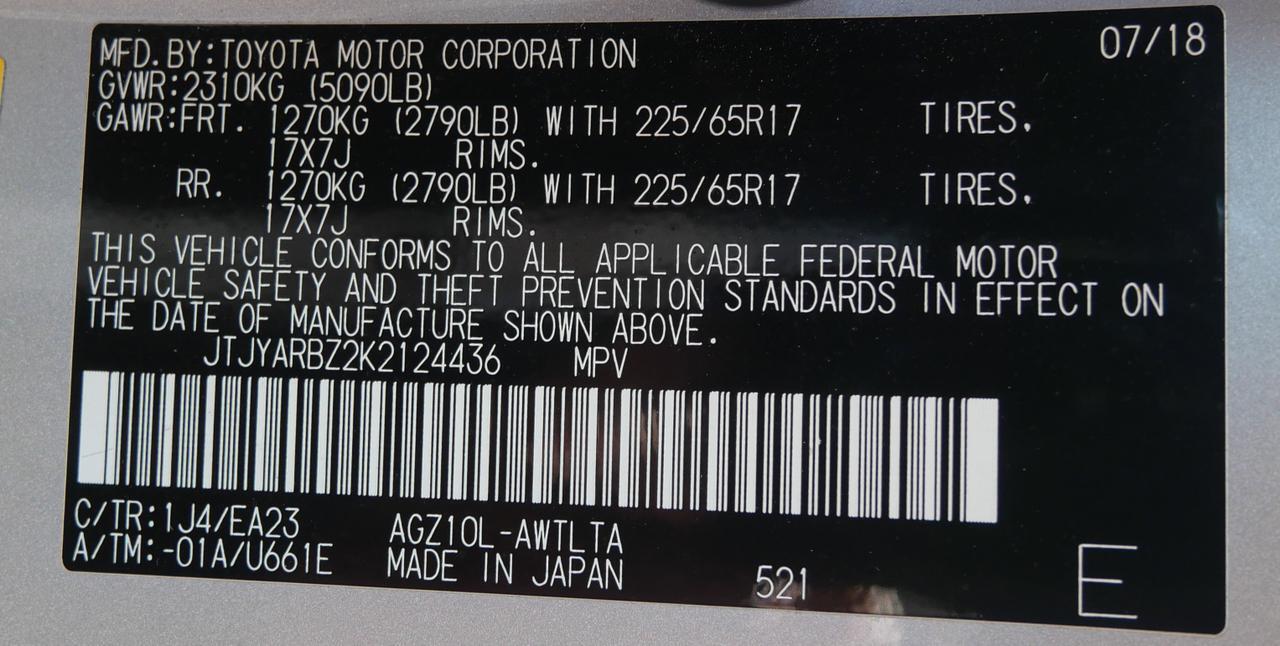 MFD.BY:TOYOTA MOTOR CORPORATION 07/18
GVWR:2310KG (5090LB)
GAWR:FRT. 1270KG (2790LB) WITH 225/65R17 TIRES.
17X7J RIMS.
RR. 1270KG (2790LB) WITH 225/65R17 TIRES.
17X7J RIMS.
THIS VEHICLE CONFORMS TO ALL APPLICABLE FEDERAL MOTOR
VEHICLE SAFETY AND THEFT PREVENTION STANDARDS IN EFFECT ON
THE DATE OF MANUFACTURE SHOWN ABOVE.
JTJYARBZ2K2124436 MPV
C/TR:1J4/EA23 AGZ10L-AWTLTA
A/TM:-01A/U661E MADE IN JAPAN 521 E